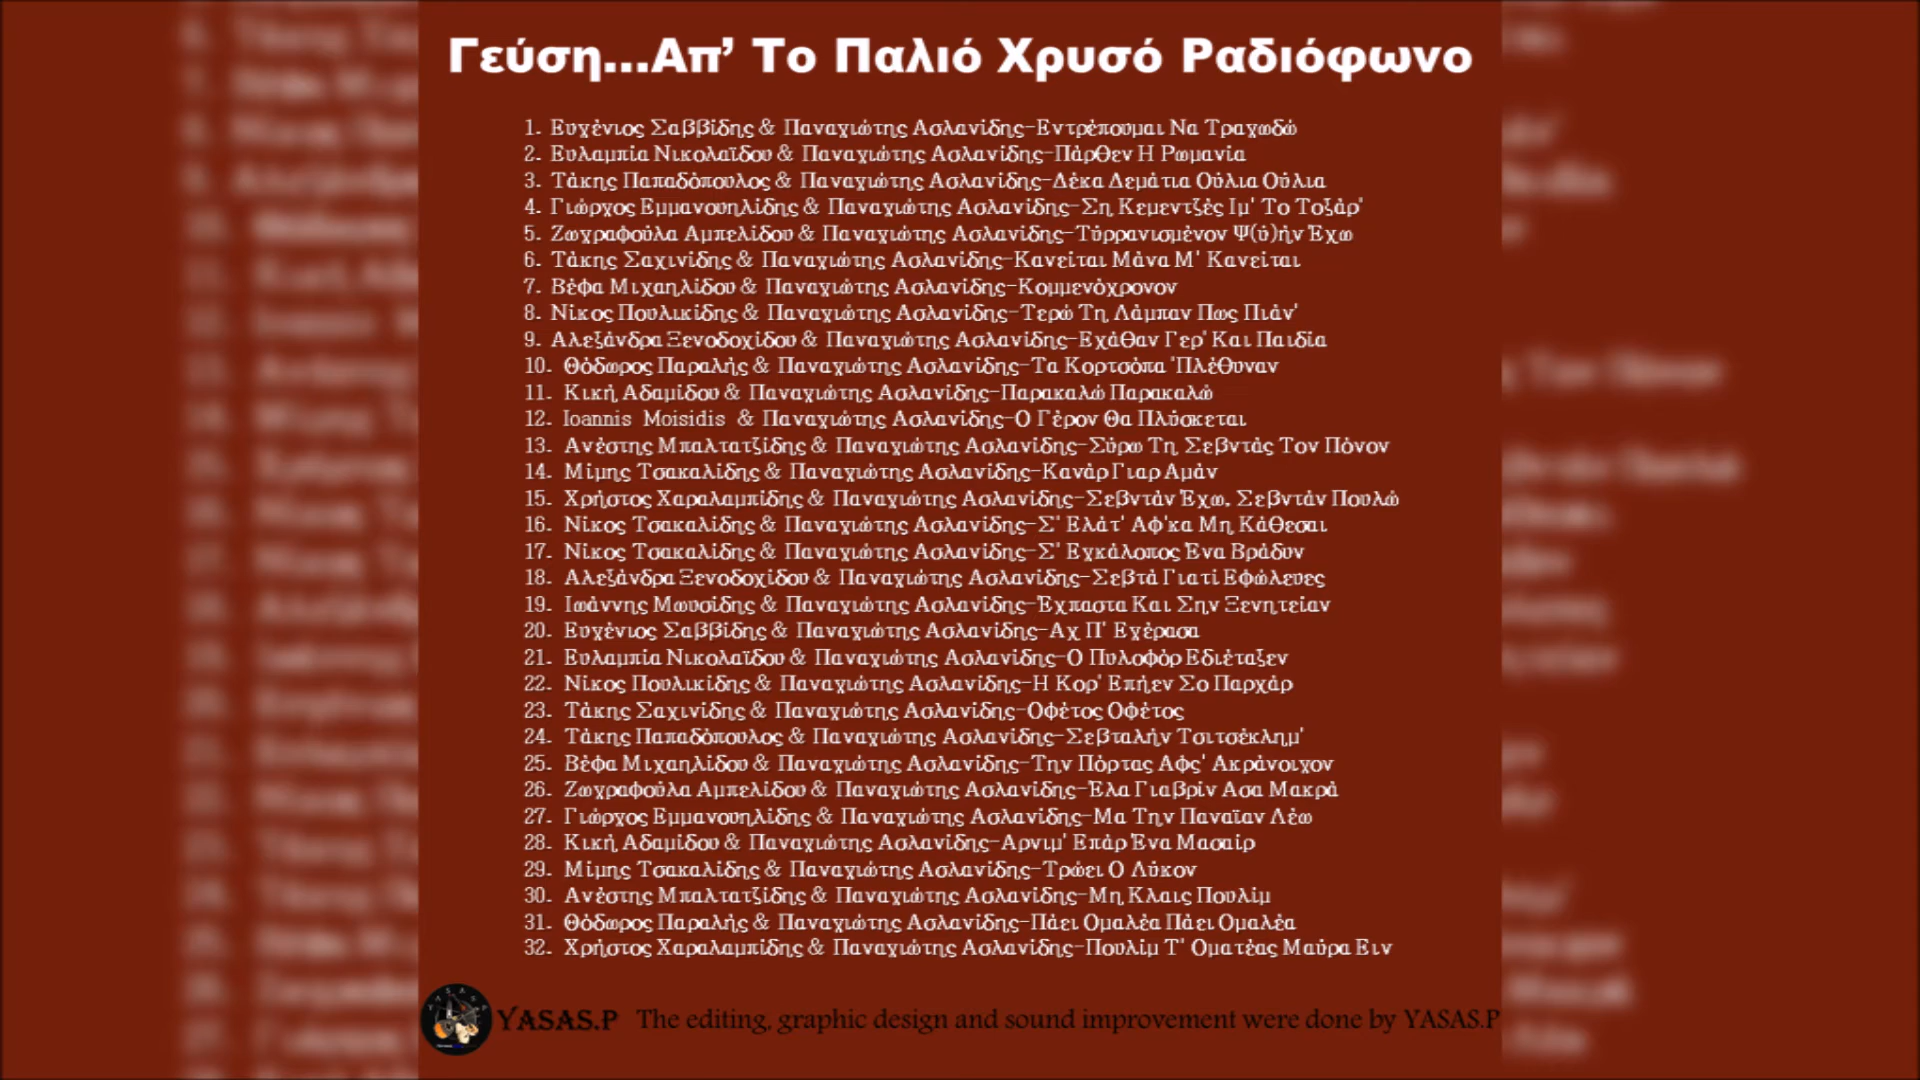 Γεύση...Απ’ Το Παλιό Χρυσό Ραδιόφωνο
1. Ευγένιος Σαββίδης & Παναγιώτης Ασλανίδης-Εντρέπουμαι Να Τραγωδώ
2. Ευλαμπία Νικολαϊδου & Παναγιώτης Ασλανίδης-Πάρθεν Η Ρωμανία
3. Τάκης Παπαδόπουλος & Παναγιώτης Ασλανίδης-Δέκα Δεμάτια Ούλια Ούλια
4. Γιώργος Εμμανουηλίδης & Παναγιώτης Ασλανίδης-Ση Κεμεντζές Ιμ' Το Τοξάρ'
5. Ζωγραφούλα Αμπελίδου & Παναγιώτης Ασλανίδης-Τύρρανισμένον Ψ(ύ)ήν Έχω
6. Τάκης Σαχινίδης & Παναγιώτης Ασλανίδης-Κανείται Μάνα Μ' Κανείται
7. Βέφα Μιχαηλίδου & Παναγιώτης Ασλανίδης-Κομμενόχρονον
8. Νίκος Πουλικίδης & Παναγιώτης Ασλανίδης-Τερώ Τη Λάμπαν Πως Πιάν'
9. Αλεξάνδρα Ξενοδοχίδου & Παναγιώτης Ασλανίδης-Εχάθαν Γερ' Και Παιδία
10. Θόδωρος Παραλής & Παναγιώτης Ασλανίδης-Τα Κορτσόπα 'Πλέθυναν
11. Κική Αδαμίδου & Παναγιώτης Ασλανίδης-Παρακαλώ Παρακαλώ
12. Ioannis Moisidis & Παναγιώτης Ασλανίδης-Ο Γέρον Θα Πλύσκεται
13. Ανέστης Μπαλτατζίδης & Παναγιώτης Ασλανίδης-Σύρω Τη Σεβντάς Τον Πόνον
14. Μίμης Τσακαλίδης & Παναγιώτης Ασλανίδης-Κανάρ Γιαρ Αμάν
15. Χρήστος Χαραλαμπίδης & Παναγιώτης Ασλανίδης-Σεβντάν Έχω, Σεβντάν Πουλώ
16. Νίκος Τσακαλίδης & Παναγιώτης Ασλανίδης-Σ' Ελάτ' Αφ'κα Μη Κάθεσαι
17. Νίκος Τσακαλίδης & Παναγιώτης Ασλανίδης-Σ' Εγκάλοπος Ένα Βράδυν
18. Αλεξάνδρα Ξενοδοχίδου & Παναγιώτης Ασλανίδης-Σεβτά Γιατί Εφώλευες
19. Ιωάννης Μωυσίδης & Παναγιώτης Ασλανίδης-Έχπαστα Και Σην Ξενητείαν
20. Ευγένιος Σαββίδης & Παναγιώτης Ασλανίδης-Αχ Π' Εγέρασα
21. Ευλαμπία Νικολαϊδου & Παναγιώτης Ασλανίδης-Ο Πυλοφόρ Εδιέταξεν
22. Νίκος Πουλικίδης & Παναγιώτης Ασλανίδης-Η Κορ' Επήεν Σο Παρχάρ
23. Τάκης Σαχινίδης & Παναγιώτης Ασλανίδης-Οφέτος Οφέτος
24. Τάκης Παπαδόπουλος & Παναγιώτης Ασλανίδης-Σεβταλήν Τσιτσέκλημ'
25. Βέφα Μιχαηλίδου & Παναγιώτης Ασλανίδης-Την Πόρτας Αφς' Ακράνοιχον
26. Ζωγραφούλα Αμπελίδου & Παναγιώτης Ασλανίδης-Έλα Γιαβρίν Ασα Μακρά
27. Γιώργος Εμμανουηλίδης & Παναγιώτης Ασλανίδης-Μα Την Παναϊαν Λέω
28. Κική Αδαμίδου & Παναγιώτης Ασλανίδης-Αρνιμ' Επάρ Ένα Μασαίρ
29. Μίμης Τσακαλίδης & Παναγιώτης Ασλανίδης-Τρώει Ο Λύκον
30. Ανέστης Μπαλτατζίδης & Παναγιώτης Ασλανίδης-Μη Κλαις Πουλίμ
31. Θόδωρος Παραλής & Παναγιώτης Ασλανίδης-Πάει Ομαλέα Πάει Ομαλέα
32. Χρήστος Χαραλαμπίδης & Παναγιώτης Ασλανίδης-Πουλίμ Τ' Οματέας Μαύρα Ειν
YASAS.P The editing, graphic design and sound improvement were done by YASAS.P